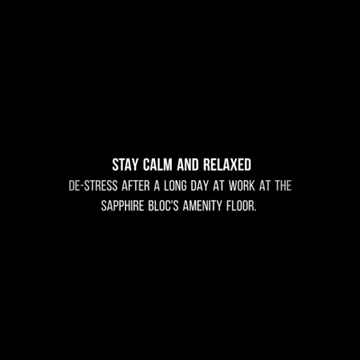 STAY CALM AND RELAXED
DE-STRESS AFTER A LONG DAY AT WORK AT THE
SAPPHIRE BLOC'S AMENITY FLOOR.